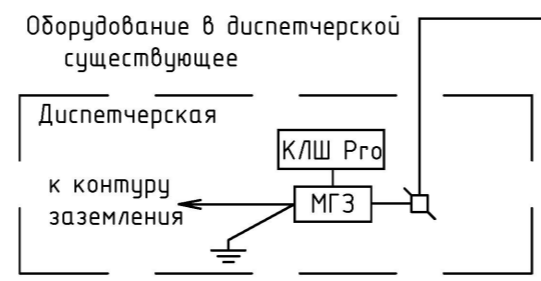 Оборудование в диспетчерской
существующее
Диспетчерская
КЛШ Pro
к контуру
заземления
МГЗ